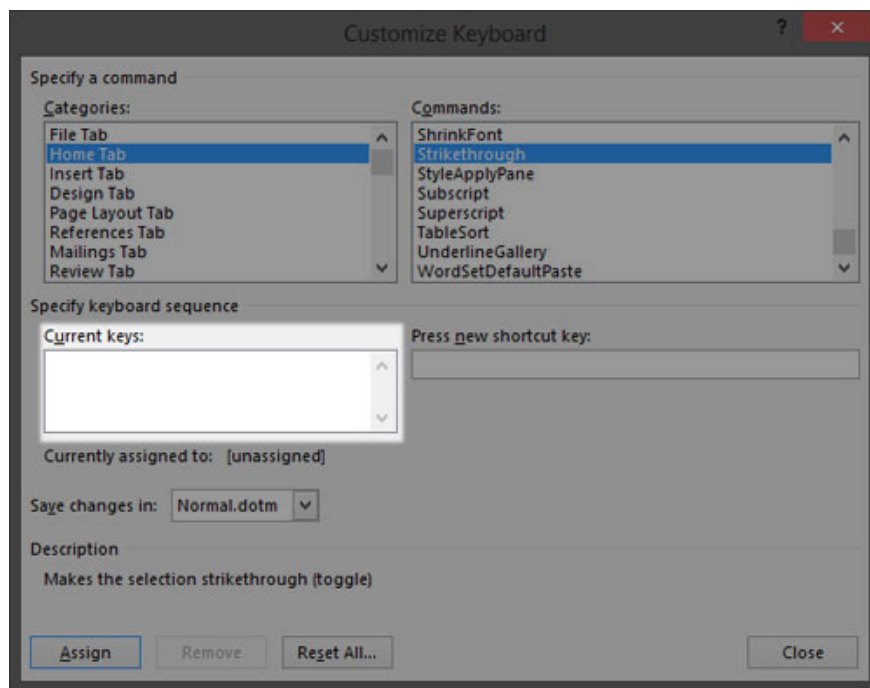 Customize Keyboard
?
Specify a command
Categories:
File Tab
Home Tab
Insert Tab
Design Tab
Page Layout Tab
References Tab
Mailings Tab
Review Tab
Commands:
ShrinkFont
Strikethrough
StyleApplyPane
Subscript
Superscript
TableSort
UnderlineGallery
WordSetDefaultPaste
Specify keyboard sequence
Current keys:
Press new shortcut key:
Currently assigned to: [unassigned]
Save changes in: Normal.dotm
Description
Makes the selection strikethrough (toggle)
Assign Remove Reset All... Close